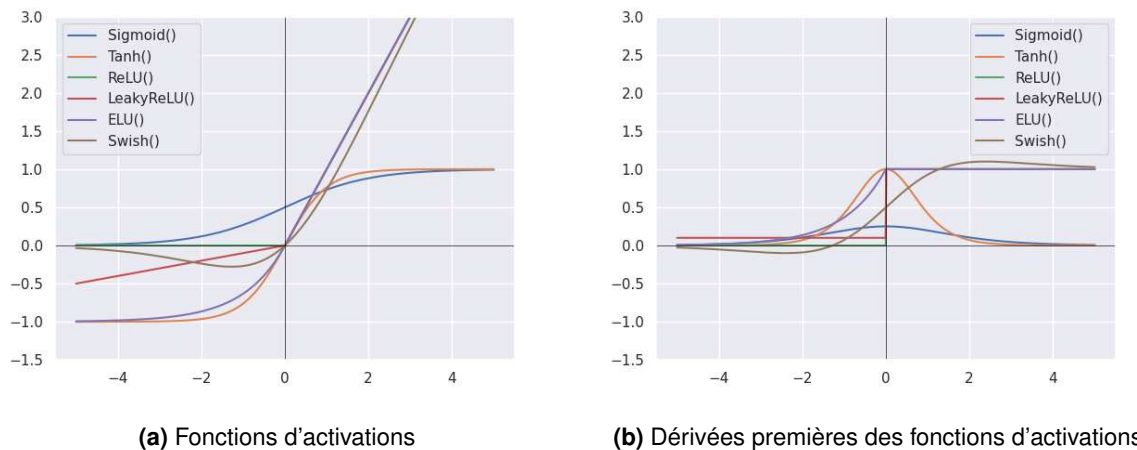 3.0
2.5
2.0
1.5
1.0
0.5
0.0
−0.5
−1.0
−1.5
−4
−2
0
2
4
Sigmoid()
Tanh()
ReLU()
LeakyReLU()
ELU()
Swish()
(a) Fonctions d'activations
3.0
2.5
2.0
1.5
1.0
0.5
0.0
−0.5
−1.0
−1.5
−4
−2
0
2
4
Sigmoid()
Tanh()
ReLU()
LeakyReLU()
ELU()
Swish()
(b) Dérivées premières des fonctions d'activations